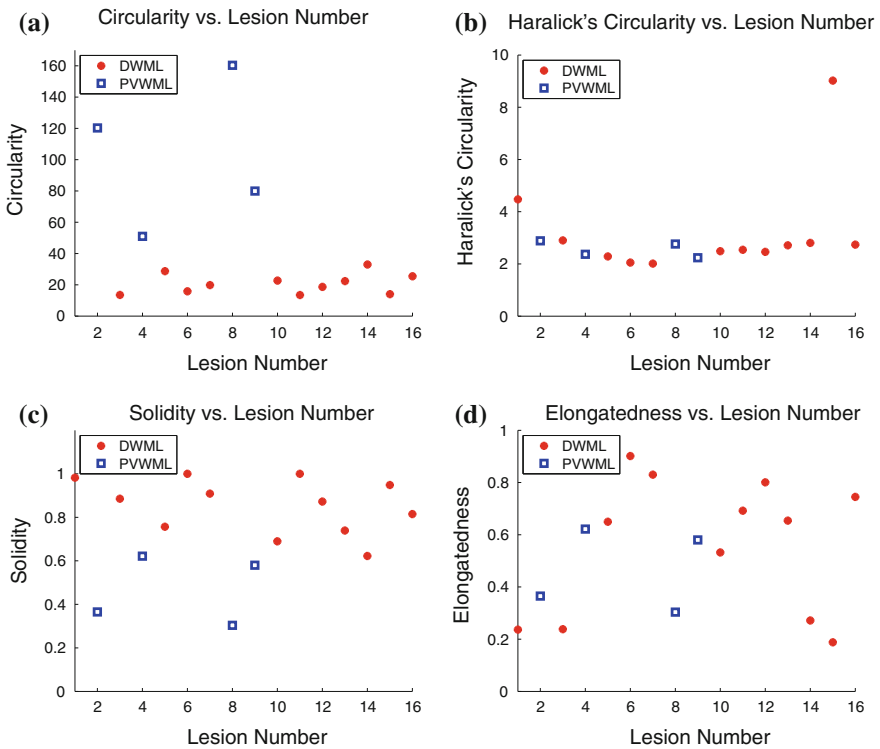 (a)
Circularity vs. Lesion Number
DWML
PVWML
160
140
120
100
80
60
40
20
0
Circularity
2 4 6 8 10 12 14 16
Lesion Number
(b)
Haralick's Circularity vs. Lesion Number
DWML
PVWML
10
8
6
4
2
0
Haralick's Circularity
2 4 6 8 10 12 14 16
Lesion Number
(c)
Solidity vs. Lesion Number
DWML
PVWML
1
0.8
0.6
0.4
0.2
0
Solidity
2 4 6 8 10 12 14 16
Lesion Number
(d)
Elongatedness vs. Lesion Number
DWML
PVWML
1
0.8
0.6
0.4
0.2
0
Elongatedness
2 4 6 8 10 12 14 16
Lesion Number